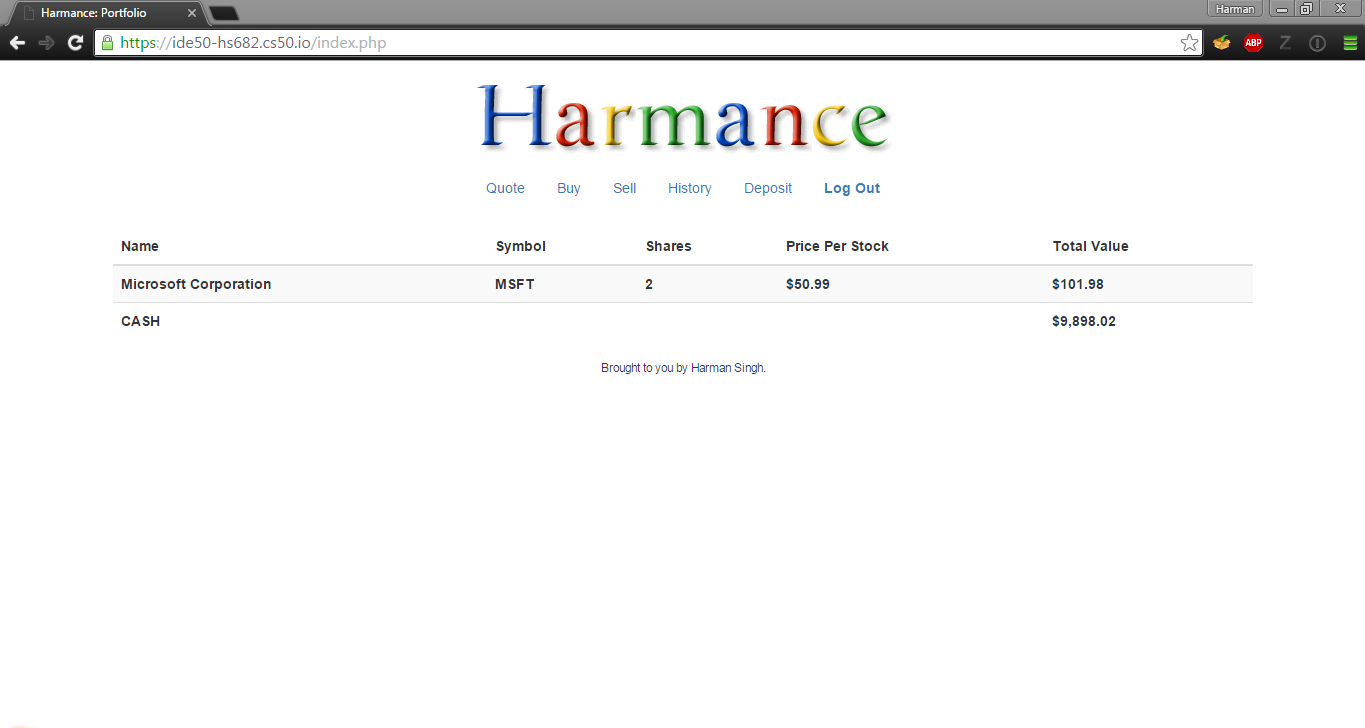 Harmance: Portfolio
Harman
https://ide50-hs682.cs50.io/index.php
ABP
Z
Harmance
Quote Buy Sell History Deposit Log Out
Name Symbol Shares Price Per Stock Total Value
Microsoft Corporation MSFT 2 $50.99 $101.98
CASH $9,898.02
Brought to you by Harman Singh.